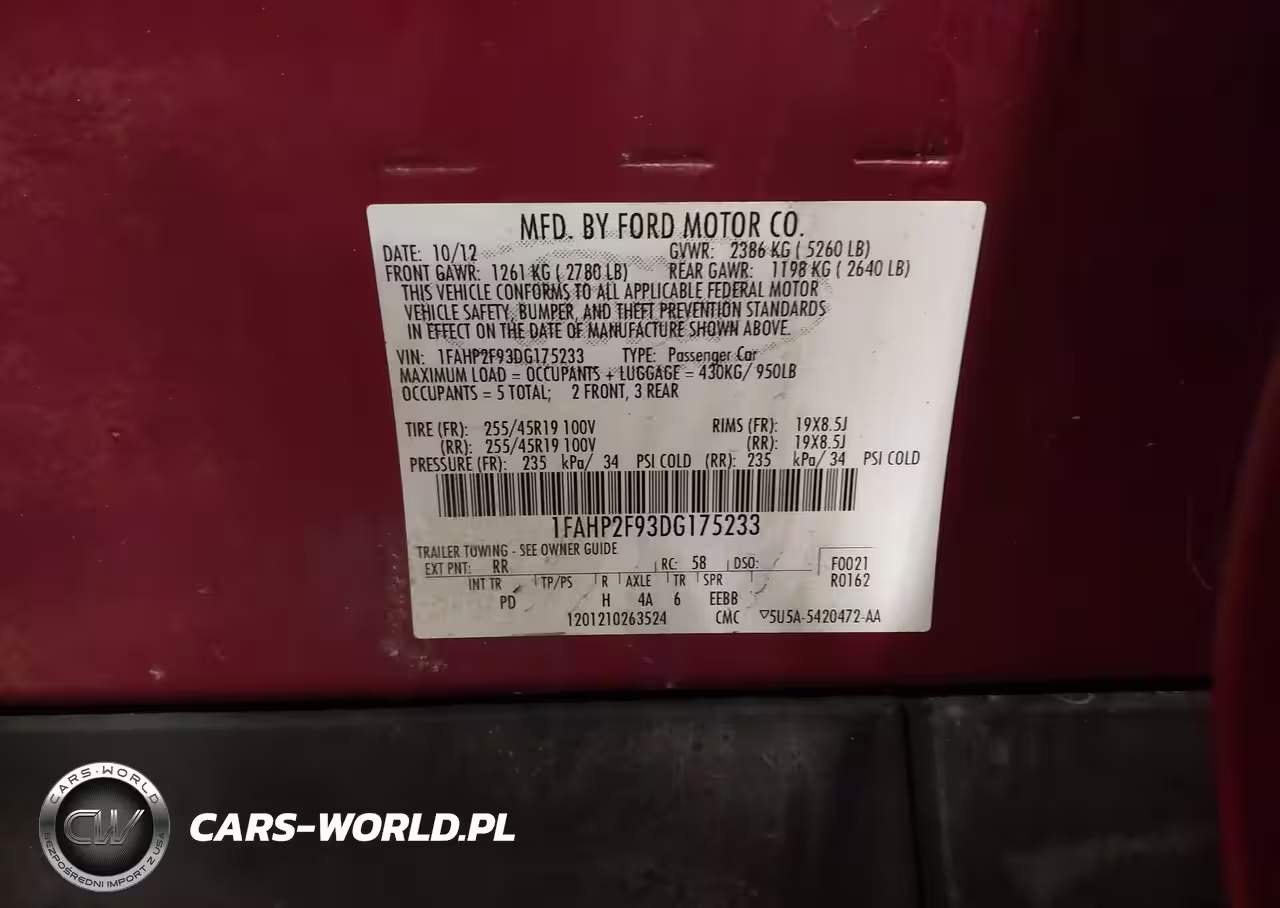 MFD. BY FORD MOTOR CO.
DATE: 10/12 GVWR: 2386 KG ( 5260 LB)
FRONT GAWR: 1261 KG ( 2780 LB) REAR GAWR: 1198 KG ( 2640 LB)
THIS VEHICLE CONFORMS TO ALL APPLICABLE FEDERAL MOTOR
VEHICLE SAFETY, BUMPER, AND THEFT PREVENTION STANDARDS
IN EFFECT ON THE DATE OF MANUFACTURE SHOWN ABOVE.
VIN: 1FAHP2F93DG175233 TYPE: Passenger Car
MAXIMUM LOAD = OCCUPANTS + LUGGAGE = 430KG/ 950LB
OCCUPANTS = 5 TOTAL; 2 FRONT, 3 REAR
TIRE (FR): 255/45R19 100V RIMS (FR): 19X8.5J
(RR): 255/45R19 100V (RR): 19X8.5J
PRESSURE (FR): 235 kPa/ 34 PSI COLD (RR): 235 kPa/ 34 PSI COLD
1FAHP2F93DG175233
TRAILER TOWING - SEE OWNER GUIDE
EXT PNT: RR RC: 58 DSO: F0021
INT TR TP/PS R AXLE TR SPR R0162
PD H 4A 6 EEBB
1201210263524 CMC ▽5U5A-5420472-AA
CARS-WORLD
CW
BEZPOŚREDNI IMPORT Z USA
CARS-WORLD.PL